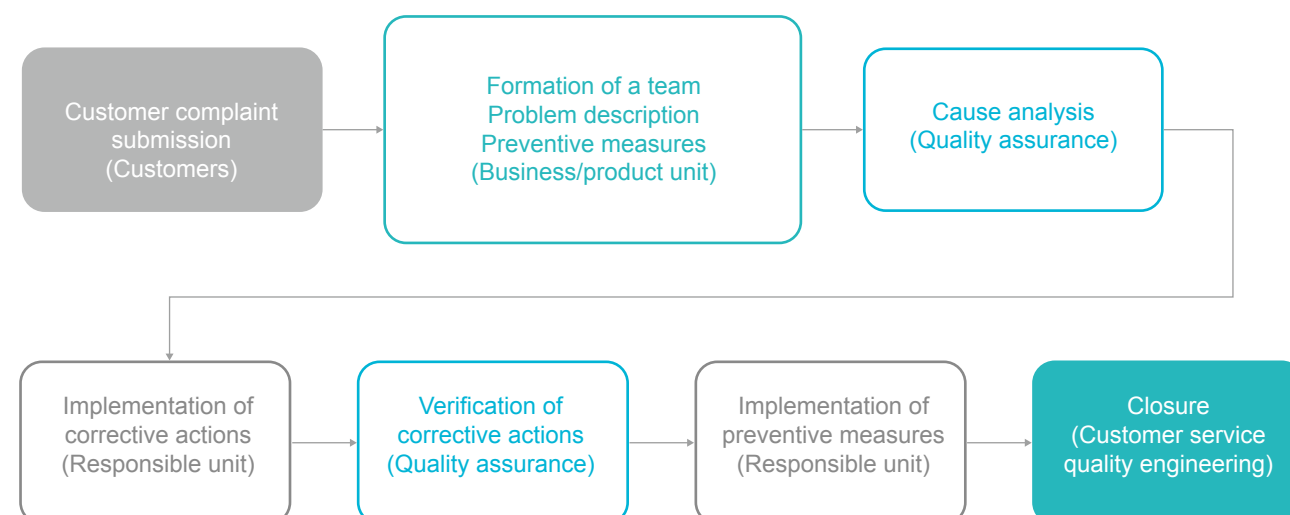 Customer complaint
submission
(Customers)
Formation of a team
Problem description
Preventive measures
(Business/product unit)
Cause analysis
(Quality assurance)
Implementation of
corrective actions
(Responsible unit)
Verification of
corrective actions
(Quality assurance)
Implementation of
preventive measures
(Responsible unit)
Closure
(Customer service
quality engineering)